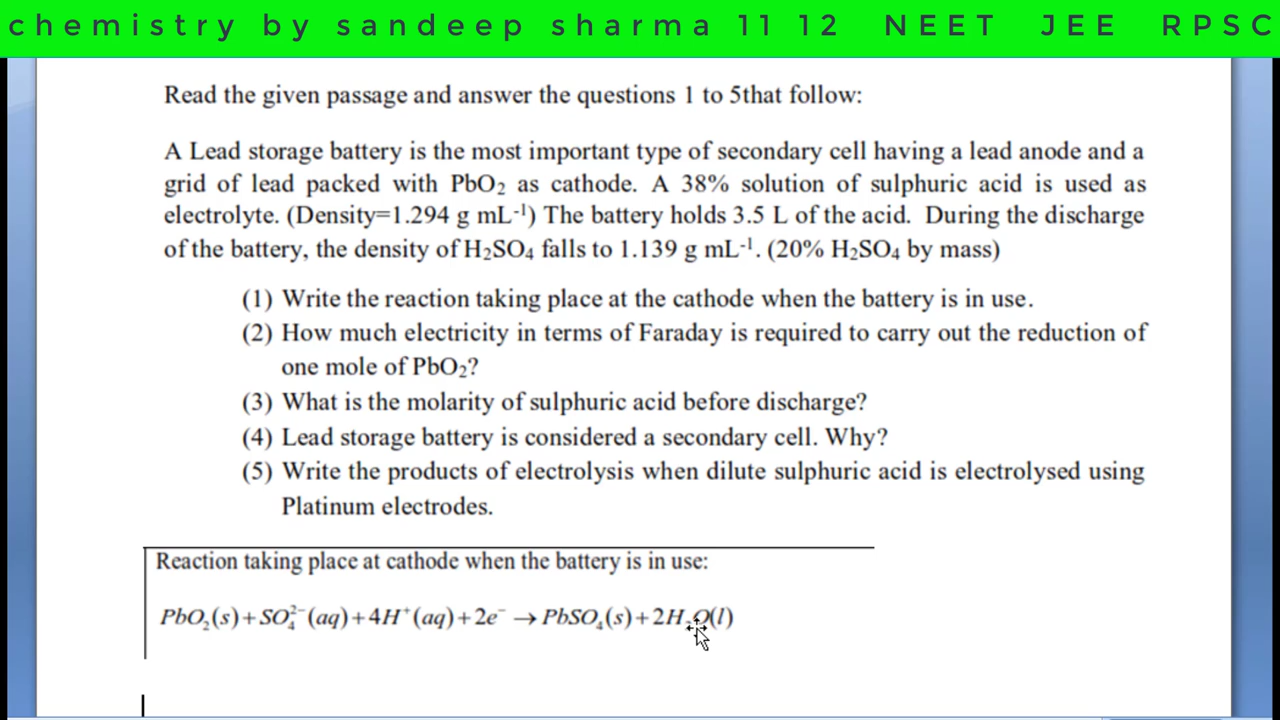 chemistry by sandeep sharma 11 12 NEET JEE RPSC
Read the given passage and answer the questions 1 to 5that follow:
A Lead storage battery is the most important type of secondary cell having a lead anode and a
grid of lead packed with PbO₂ as cathode. A 38% solution of sulphuric acid is used as
electrolyte. (Density=1.294 g mL⁻¹) The battery holds 3.5 L of the acid. During the discharge
of the battery, the density of H₂SO₄ falls to 1.139 g mL⁻¹. (20% H₂SO₄ by mass)
(1) Write the reaction taking place at the cathode when the battery is in use.
(2) How much electricity in terms of Faraday is required to carry out the reduction of
one mole of PbO₂?
(3) What is the molarity of sulphuric acid before discharge?
(4) Lead storage battery is considered a secondary cell. Why?
(5) Write the products of electrolysis when dilute sulphuric acid is electrolysed using
Platinum electrodes.
Reaction taking place at cathode when the battery is in use:
PbO₂(s)+SO₄²⁻(aq)+4H⁺(aq)+2e⁻ → PbSO₄(s)+2H₂O(l)